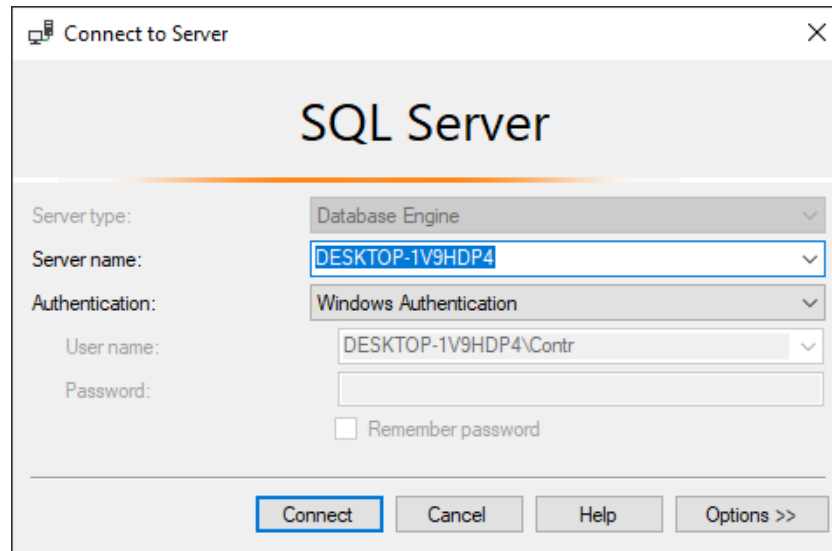 Connect to Server
SQL Server
Server type: Database Engine
Server name: DESKTOP-1V9HDP4
Authentication: Windows Authentication
User name: DESKTOP-1V9HDP4\Contr
Password:
Remember password
Connect Cancel Help Options >>